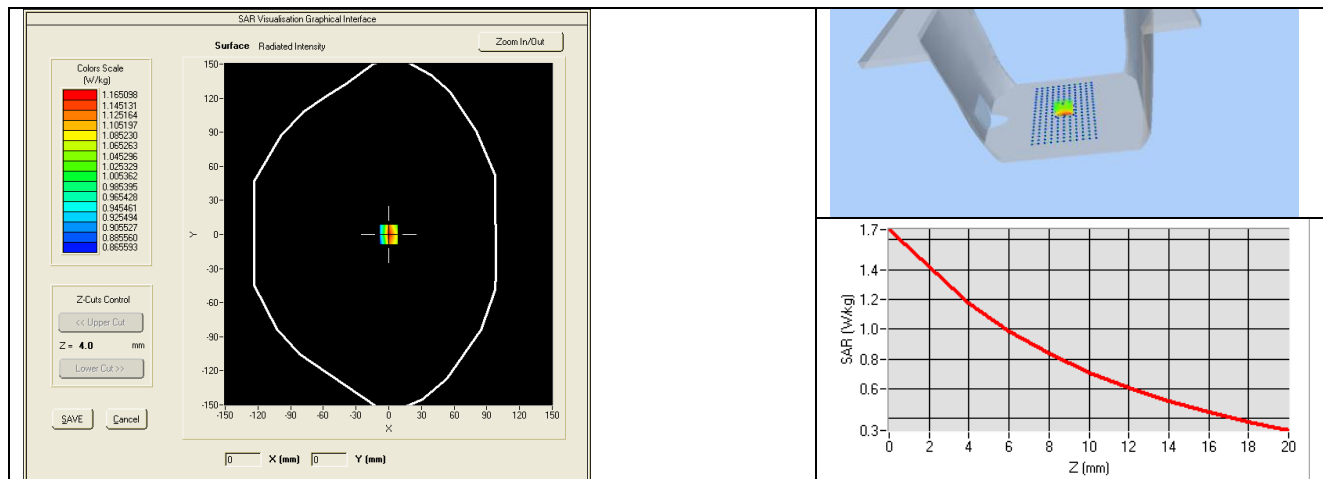 SAR Visualisation Graphical Interface
Surface Radiated Intensity
Zoom In/Out
Colors Scale
(W/kg)
1.165098
1.145131
1.125164
1.105197
1.085230
1.065263
1.045296
1.025329
1.005362
0.985395
0.965428
0.945461
0.925494
0.905527
0.885560
0.865593
Z-Cuts Control
<< Upper Cut
Z = 4.0 mm
Lower Cut >>
SAVE Cancel
150-
120-
90-
60-
30-
0-
-30-
-60-
-90-
-120-
-150-
Y
-150 -120 -90 -60 -30 0 30 60 90 120 150
X
0 X (mm) 0 Y (mm)
1.7-
1.4-
1.2-
1.0-
0.8-
0.6-
0.3-
SAR (W/kg)
0 2 4 6 8 10 12 14 16 18 20
Z (mm)